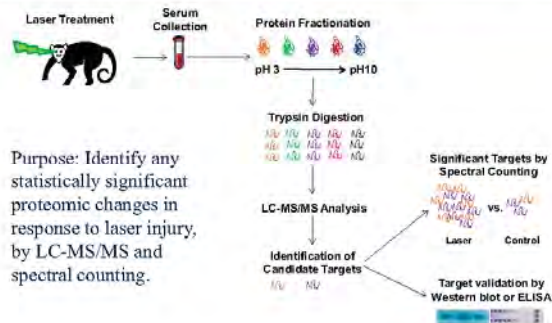 Laser Treatment
Serum
Collection
Protein Fractionation
pH 3
pH10
Trypsin Digestion
Purpose: Identify any
statistically significant
proteomic changes in
response to laser injury,
by LC-MS/MS and
spectral counting.
LC-MS/MS Analysis
Identification of
Candidate Targets
Significant Targets by
Spectral Counting
vs.
Laser
Control
Target validation by
Western blot or ELISA